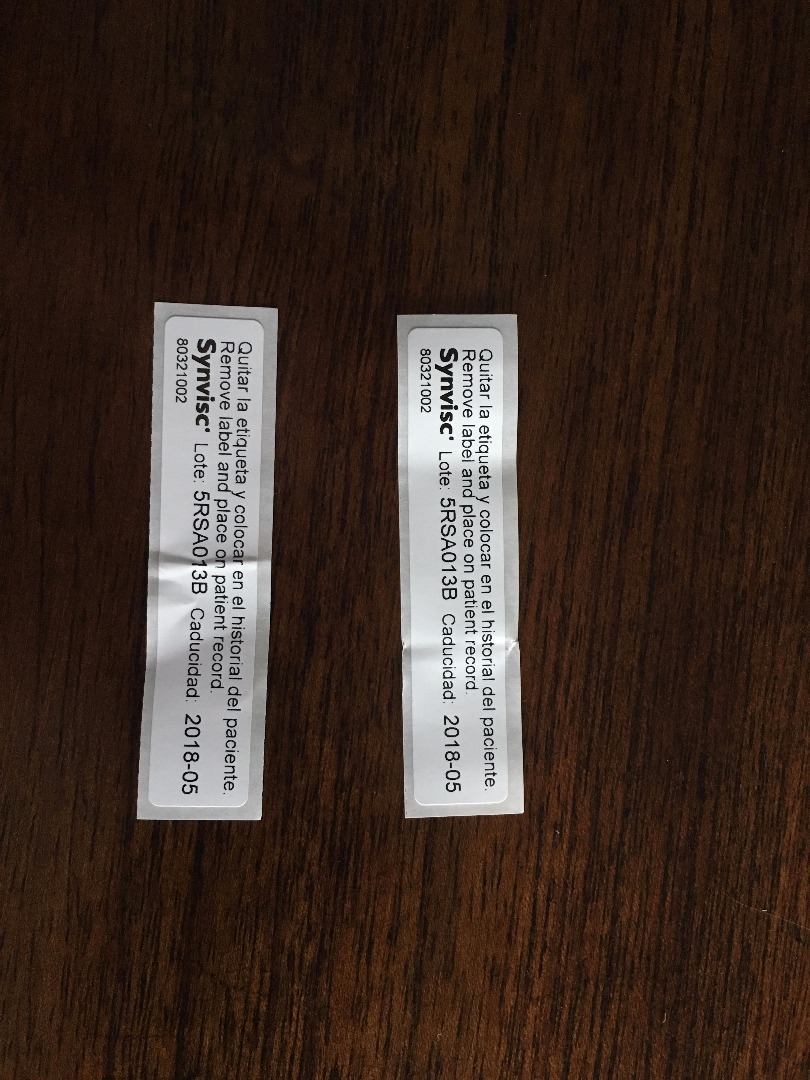 Quitar la etiqueta y colocar en el historial del paciente.
Remove label and place on patient record.
Synvisc® Lote: 5RSA013B Caducidad: 2018-05
80321002
Quitar la etiqueta y colocar en el historial del paciente.
Remove label and place on patient record.
Synvisc® Lote: 5RSA013B Caducidad: 2018-05
80321002